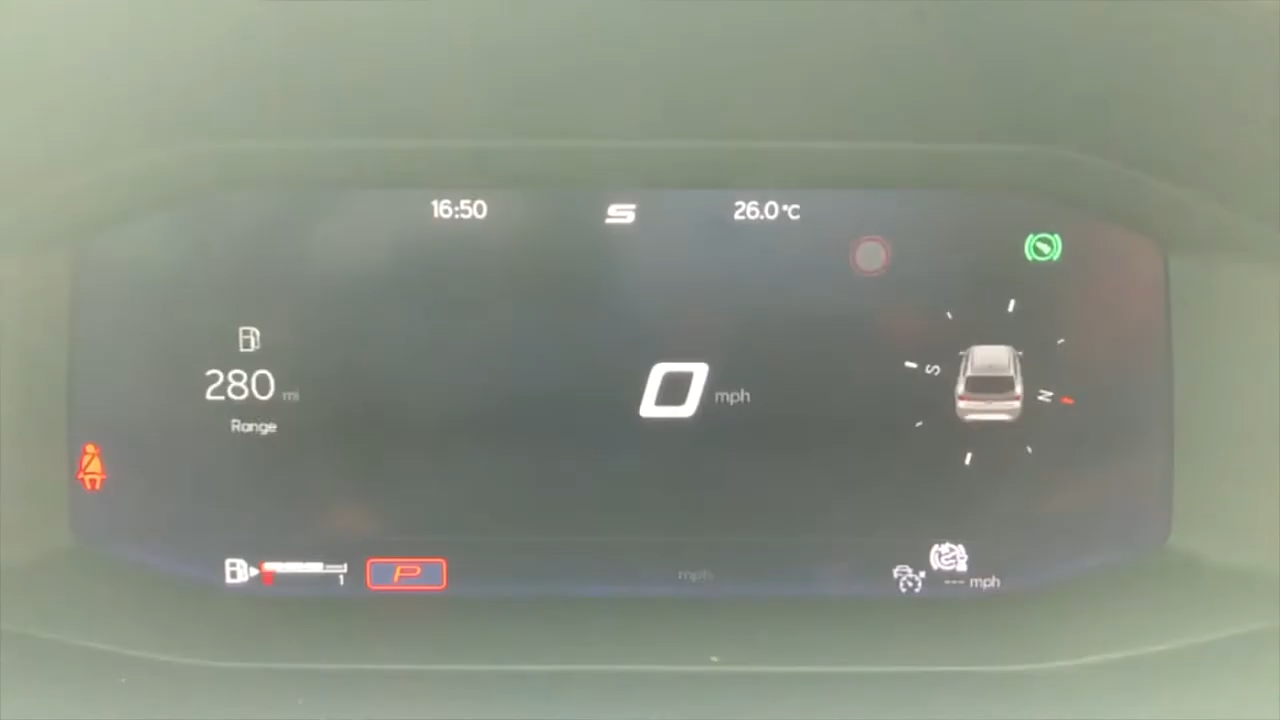 16:50 S 26.0°C
280 mi
Range
0 mph
S
N
1
P
mph
--- mph